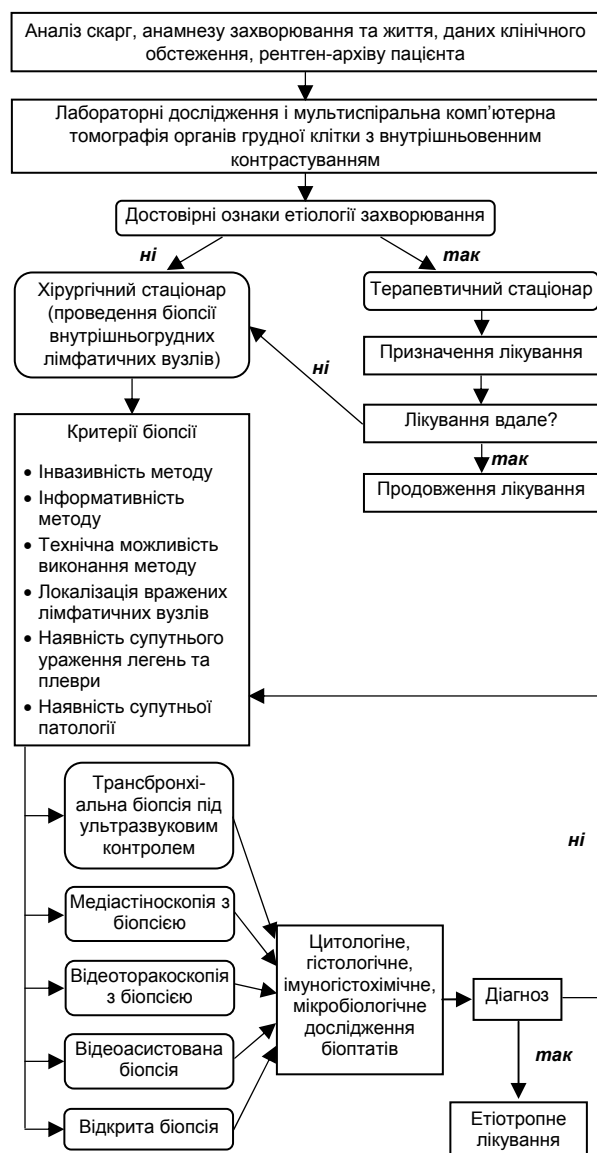 Аналіз скарг, анамнезу захворювання та життя, даних клінічного
обстеження, рентген-архіву пацієнта
Лабораторні дослідження і мультиспіральна комп’ютерна
томографія органів грудної клітки з внутрішньовенним
контрастуванням
Достовірні ознаки етіології захворювання
ні
так
Хірургічний стаціонар
(проведення біопсії
внутрішньогрудних
лімфатичних вузлів)
Терапевтичний стаціонар
Призначення лікування
ні
Лікування вдале?
так
Продовження лікування
Критерії біопсії
• Інвазивність методу
• Інформативність
методу
• Технічна можливість
виконання методу
• Локалізація вражених
лімфатичних вузлів
• Наявність супутнього
ураження легень та
плеври
• Наявність супутньої
патології
Трансбронхі-
альна біопсія під
ультразвуковим
контролем
ні
Медіастіноскопія з
біопсією
Відеоторакоскопія
з біопсією
Відеоасистована
біопсія
Відкрита біопсія
Цитологіне,
гістологічне,
імуногістохімічне,
мікробіологічне
дослідження
біоптатів
Діагноз
так
Етіотропне
лікування